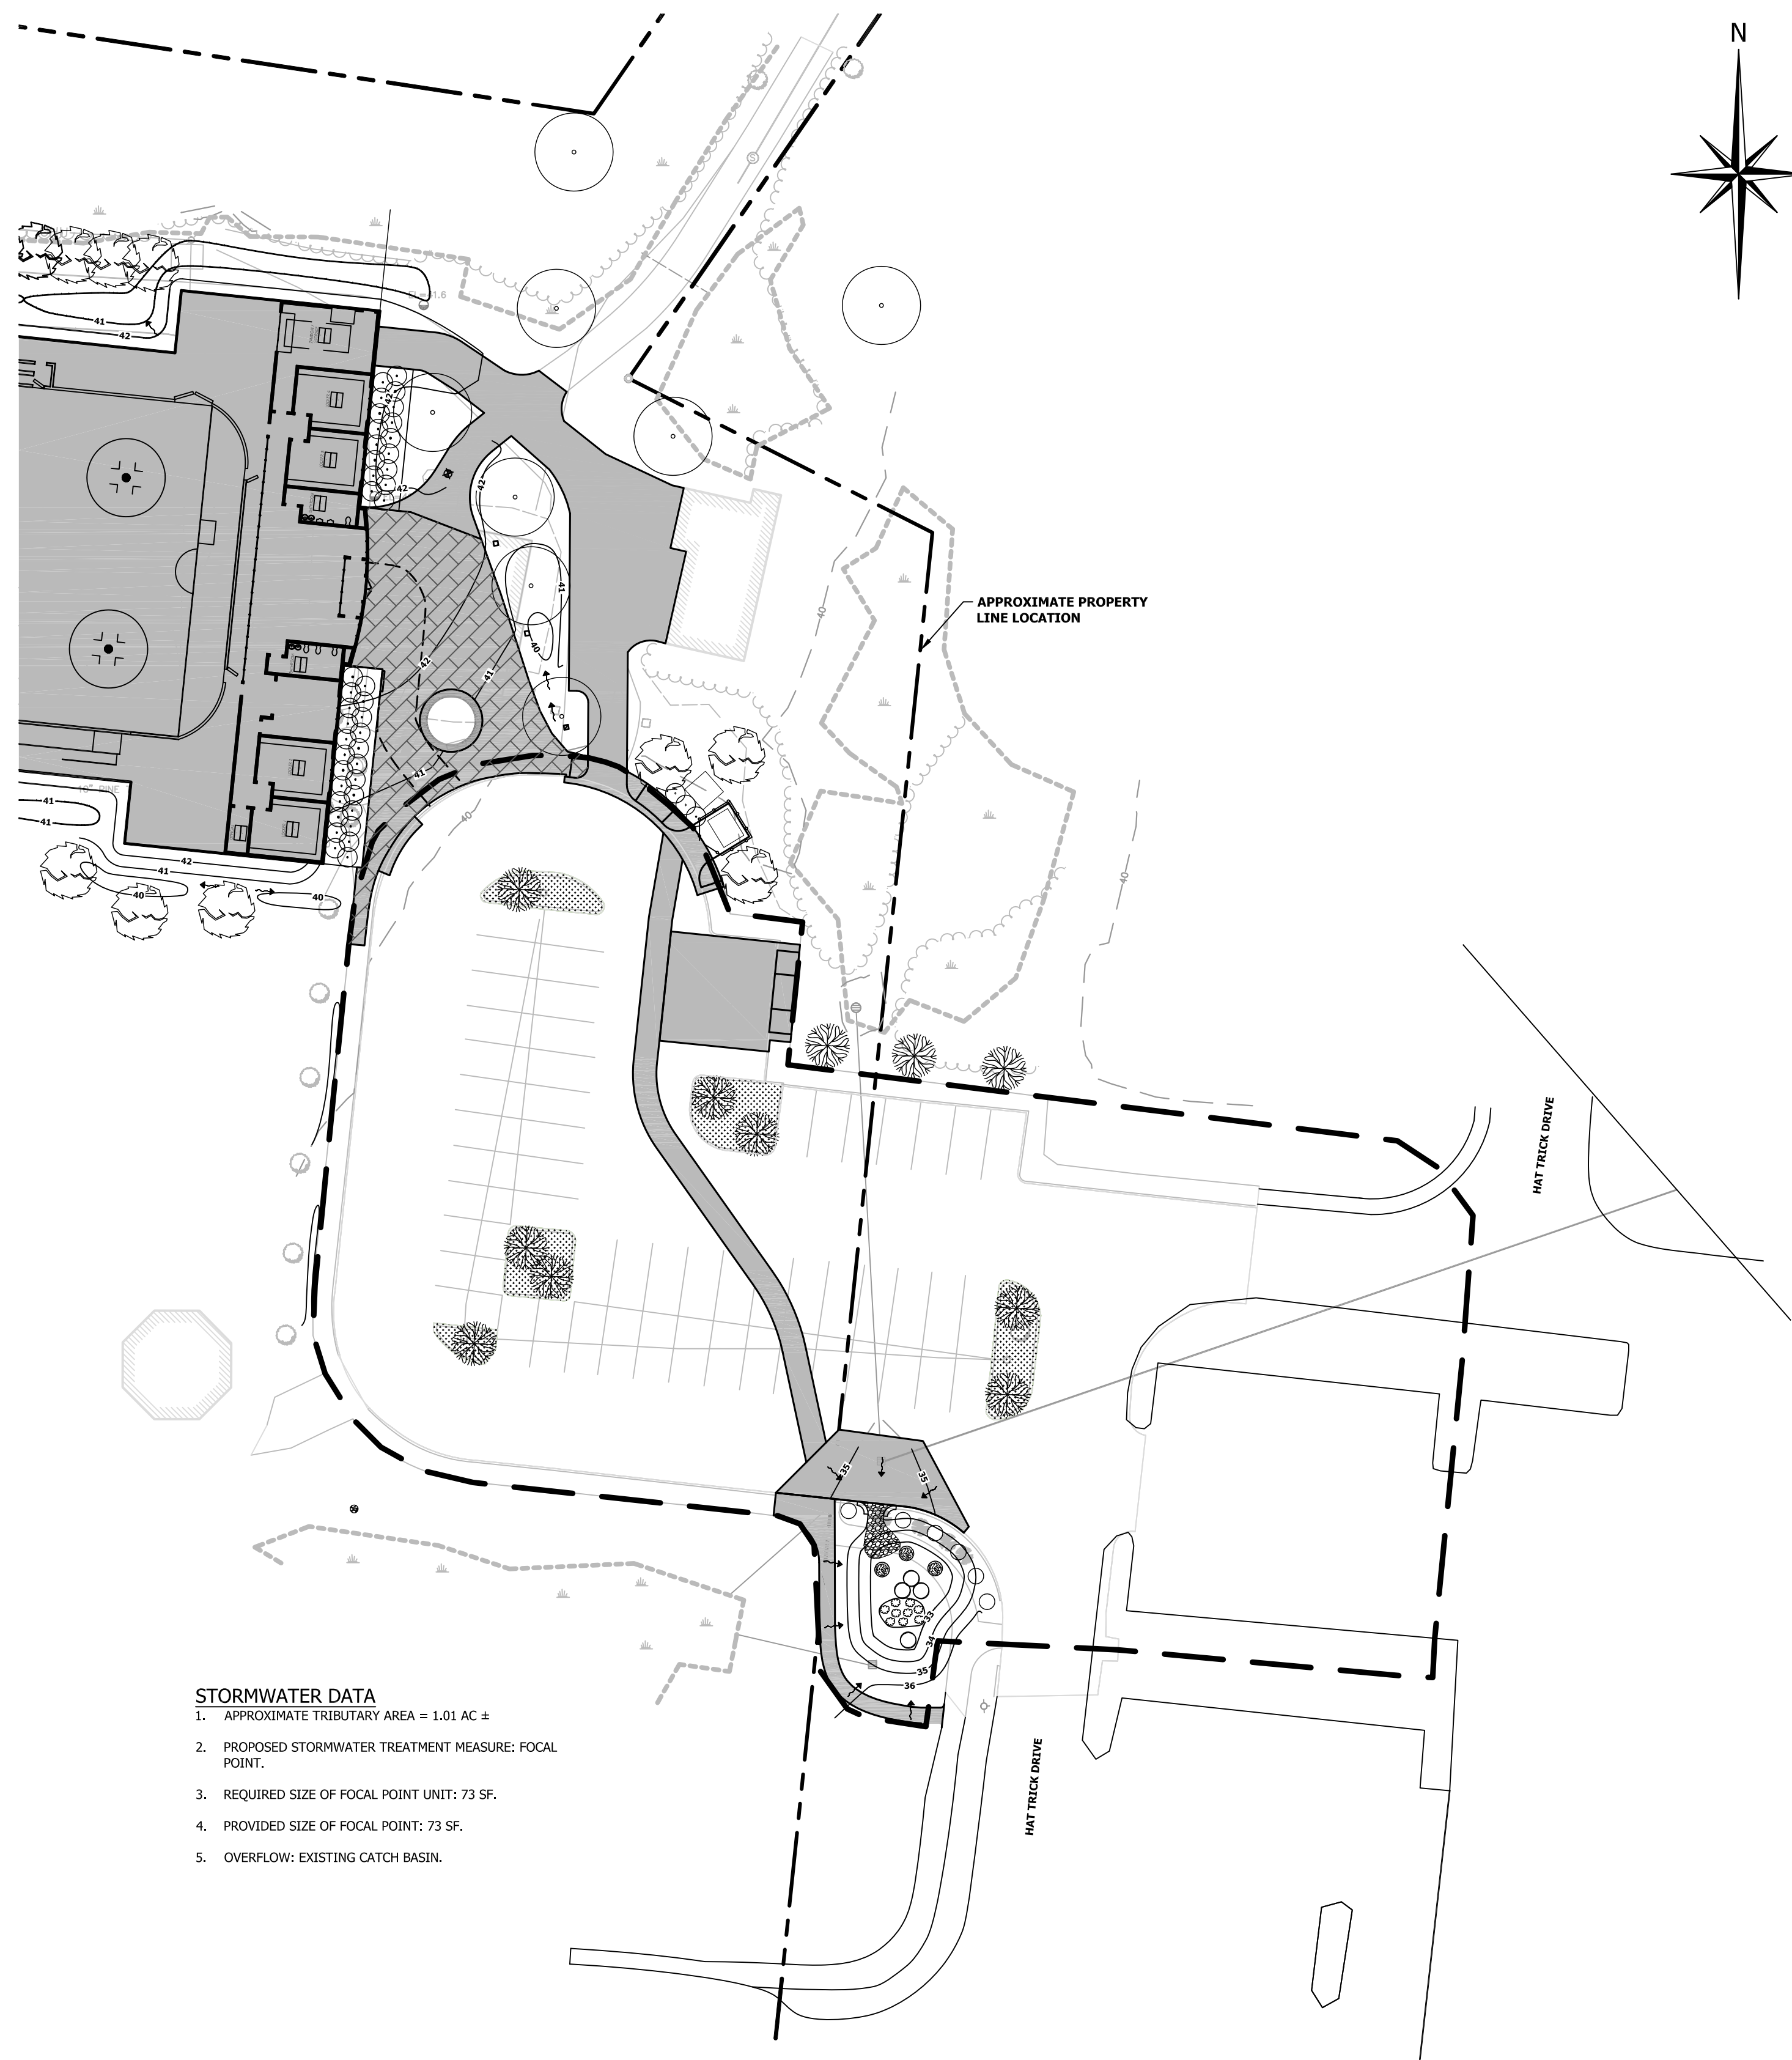 N
S
41
42
42
42
42
41
40
APPROXIMATE PROPERTY
LINE LOCATION
40
42
41
41
40
40
41
41
42
41
40
40
HAT TRICK DRIVE
35
35
33
34
35
36
HAT TRICK DRIVE
STORMWATER DATA
1. APPROXIMATE TRIBUTARY AREA = 1.01 AC ±
2. PROPOSED STORMWATER TREATMENT MEASURE: FOCAL
POINT.
3. REQUIRED SIZE OF FOCAL POINT UNIT: 73 SF.
4. PROVIDED SIZE OF FOCAL POINT: 73 SF.
5. OVERFLOW: EXISTING CATCH BASIN.